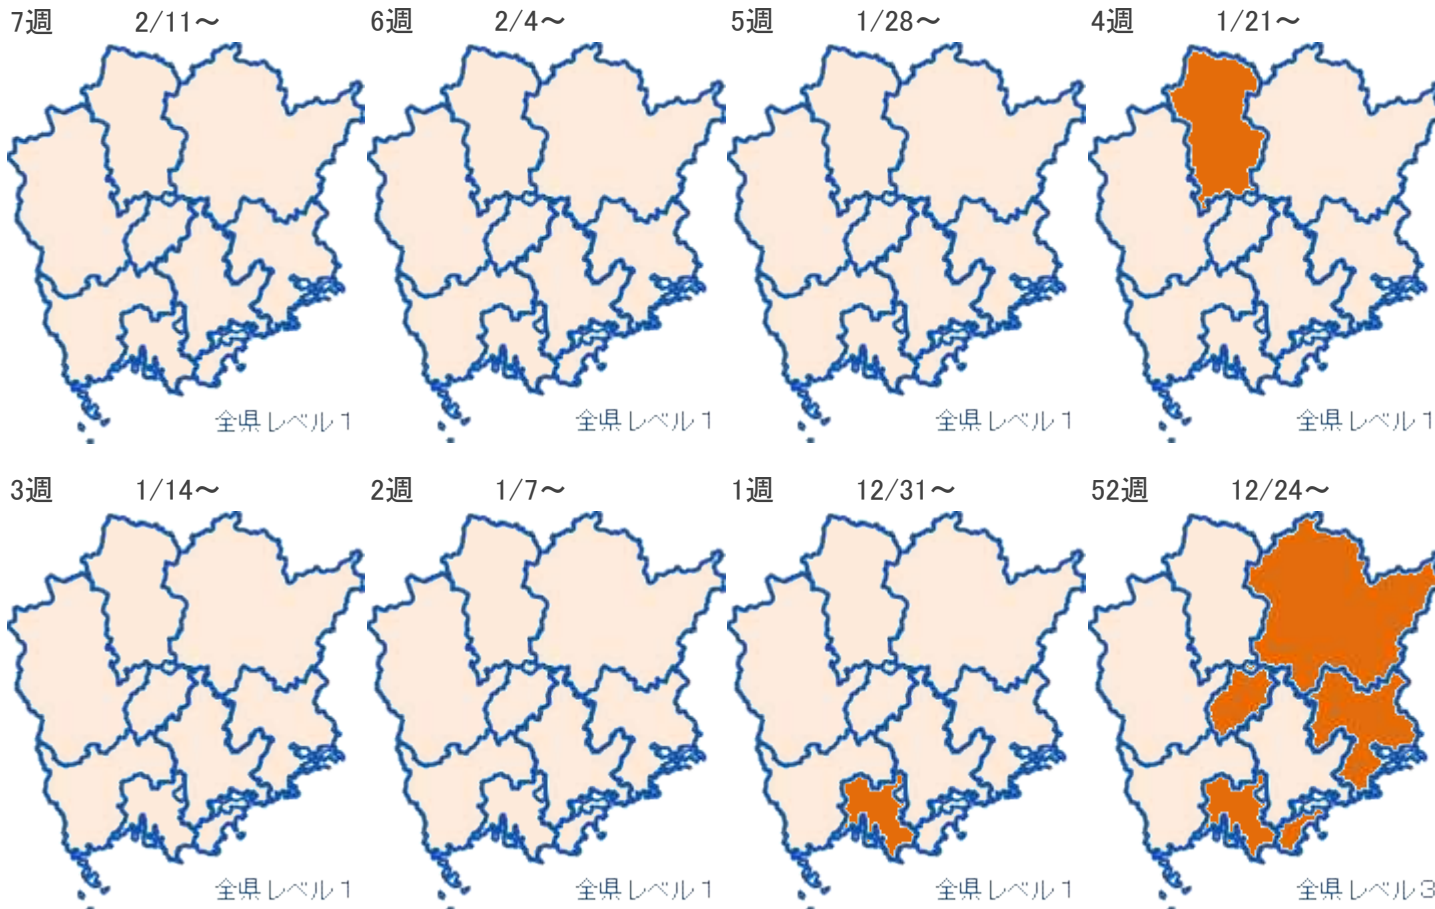 7週 2/11～
6週 2/4～
5週 1/28～
4週 1/21～
全県レベル1
全県レベル1
全県レベル1
全県レベル1
3週 1/14～
2週 1/7～
1週 12/31～
52週 12/24～
全県レベル1
全県レベル1
全県レベル1
全県レベル3